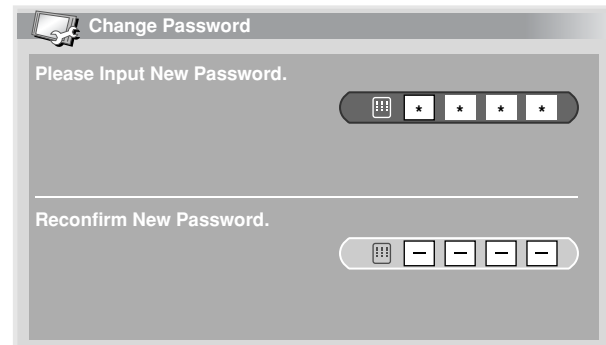 Change Password
Please Input New Password.
* * * *
Reconfirm New Password.
– – – –